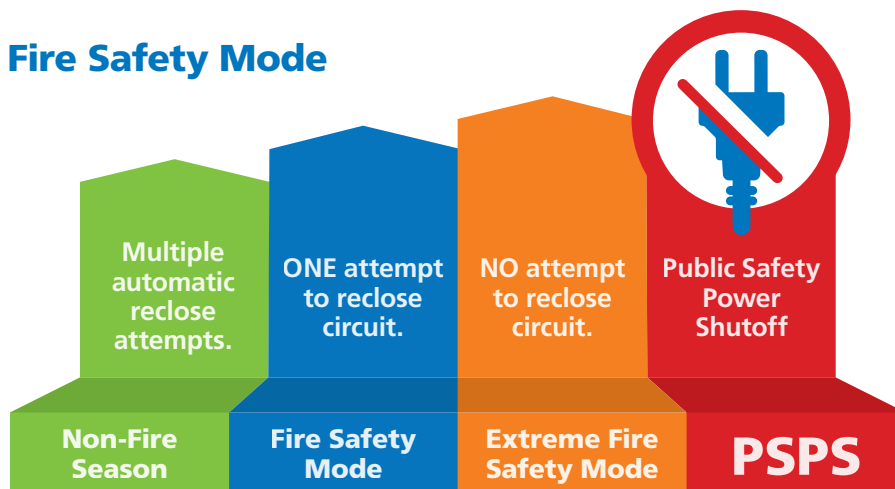 Fire Safety Mode
Multiple
automatic
reclose
attempts.
ONE attempt
to reclose
circuit.
NO attempt
to reclose
circuit.
Public Safety
Power
Shutoff
Non-Fire
Season
Fire Safety
Mode
Extreme Fire
Safety Mode
PSPS